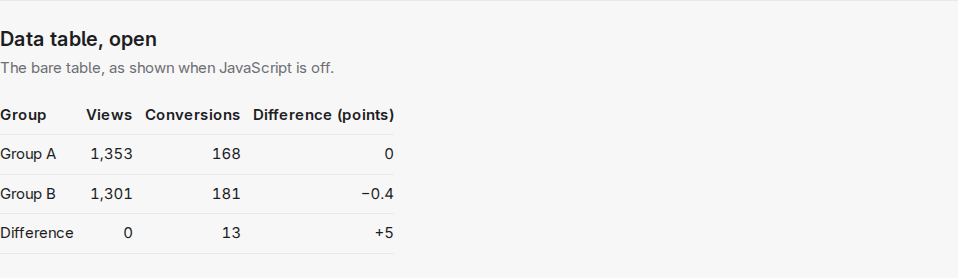 Data table, open
The bare table, as shown when JavaScript is off.
Group Views Conversions Difference (points)
Group A 1,353 168 0
Group B 1,301 181 −0.4
Difference 0 13 +5